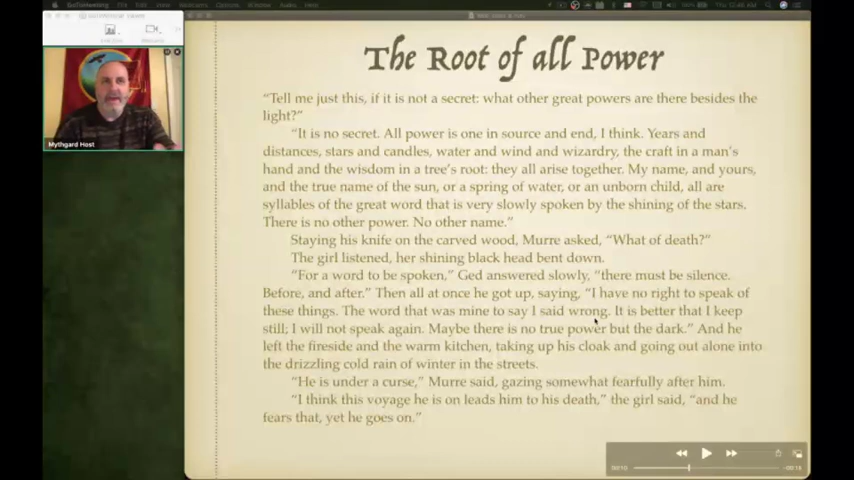 The Root of all Power
“Tell me just this, if it is not a secret: what other great powers are there besides the
light?”
“It is no secret. All power is one in source and end, I think. Years and
distances, stars and candles, water and wind and wizardry, the craft in a man’s
hand and the wisdom in a tree’s root: they all arise together. My name, and yours,
and the true name of the sun, or a spring of water, or an unborn child, all are
syllables of the great word that is very slowly spoken by the shining of the stars.
There is no other power. No other name.”
Staying his knife on the carved wood, Murre asked, “What of death?”
The girl listened, her shining black head bent down.
“For a word to be spoken,” Ged answered slowly, “there must be silence.
Before, and after.” Then all at once he got up, saying, “I have no right to speak of
these things. The word that was mine to say I said wrong. It is better that I keep
still; I will not speak again. Maybe there is no true power but the dark.” And he
left the fireside and the warm kitchen, taking up his cloak and going out alone into
the drizzling cold rain of winter in the streets.
“He is under a curse,” Murre said, gazing somewhat fearfully after him.
“I think this voyage he is on leads him to his death,” the girl said, “and he
fears that, yet he goes on.”
Mythgard Host
00:10